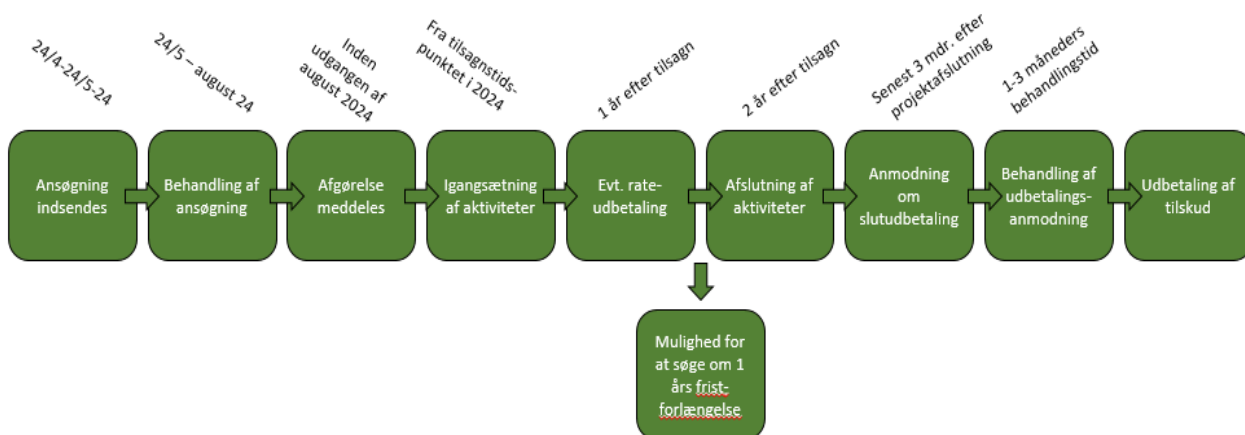 24/4-24/5-24
24/5 – august 24
Inden
udgangen af
august 2024
Fra tilsagnstids-
punktet i 2024
1 år efter tilsagn
2 år efter tilsagn
Senest 3 mdr. efter
projektafslutning
1-3 måneders
behandlingstid
Ansøgning
indsendes
Behandling af
ansøgning
Afgørelse
meddeles
Igangsætning
af aktiviteter
Evt. rate-
udbetaling
Afslutning af
aktiviteter
Anmodning
om
slutudbetaling
Behandling af
udbetalings-
anmodning
Udbetaling af
tilskud
Mulighed for
at søge om 1
års frist-
forlængelse